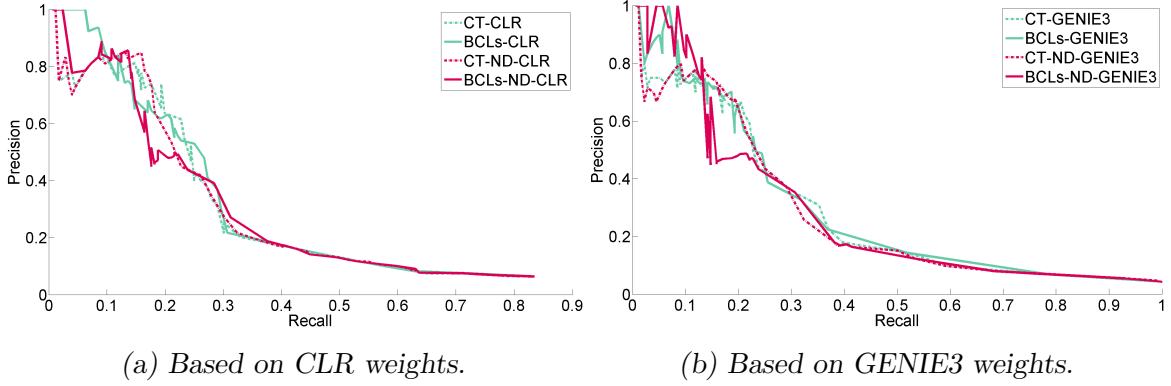 1
0.8
0.6
0.4
0.2
0
Precision
0 0.1 0.2 0.3 0.4 0.5 0.6 0.7 0.8 0.9
Recall
CT-CLR
BCLs-CLR
CT-ND-CLR
BCLs-ND-CLR
(a) Based on CLR weights.
1
0.8
0.6
0.4
0.2
0
Precision
0 0.1 0.2 0.3 0.4 0.5 0.6 0.7 0.8 0.9 1
Recall
CT-GENIE3
BCLs-GENIE3
CT-ND-GENIE3
BCLs-ND-GENIE3
(b) Based on GENIE3 weights.